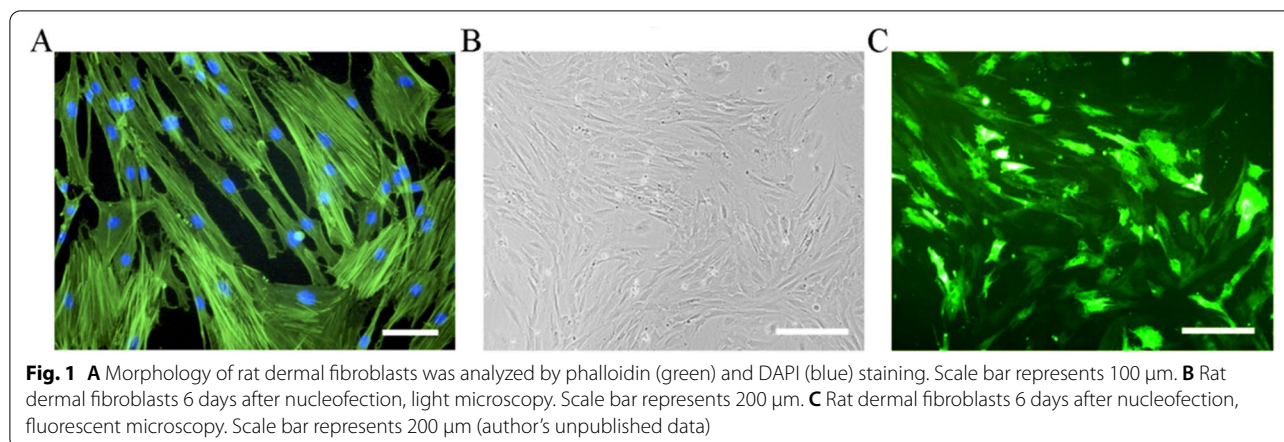 A B C
Fig. 1 A Morphology of rat dermal fibroblasts was analyzed by phalloidin (green) and DAPI (blue) staining. Scale bar represents 100 μm. B Rat
dermal fibroblasts 6 days after nucleofection, light microscopy. Scale bar represents 200 μm. C Rat dermal fibroblasts 6 days after nucleofection,
fluorescent microscopy. Scale bar represents 200 μm (author’s unpublished data)